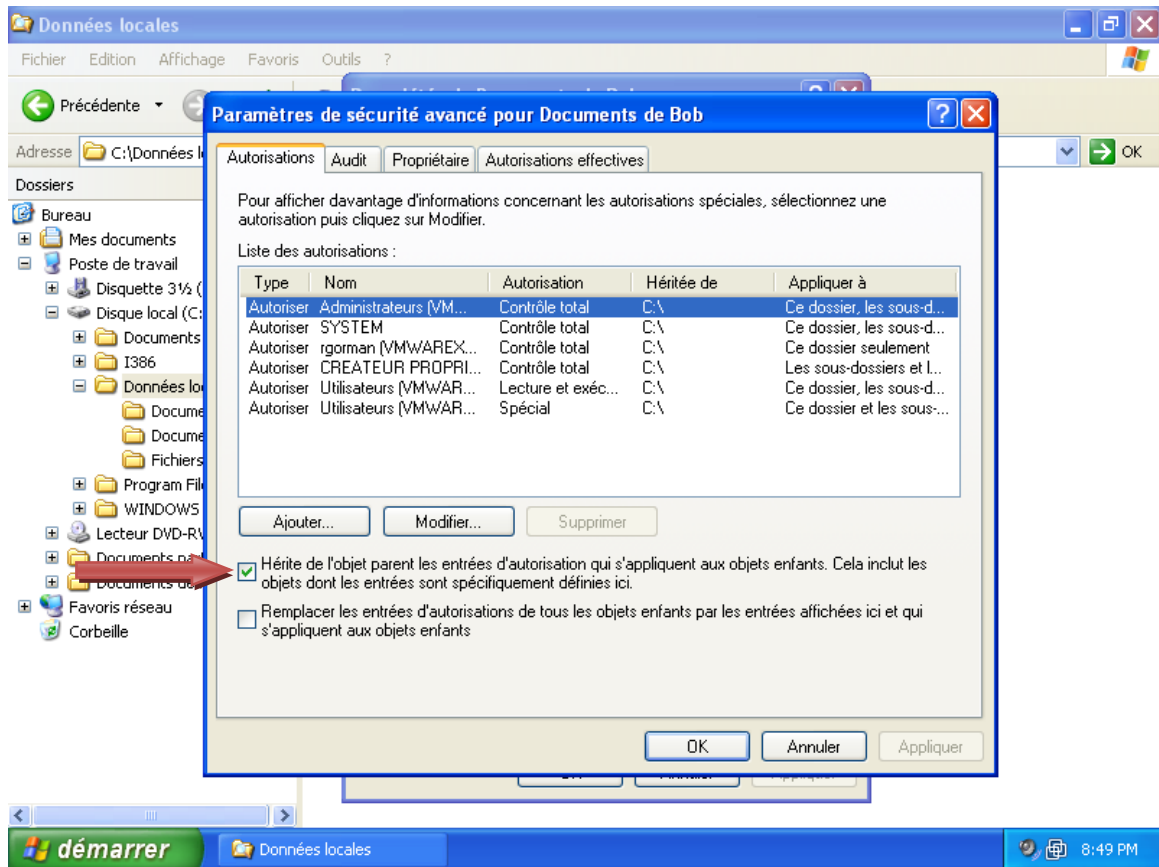 Données locales
Fichier Edition Affichage Favoris Outils ?
Précédente
Paramètres de sécurité avancé pour Documents de Bob
Adresse C:\Données OK
Autorisations Audit Propriétaire Autorisations effectives
Dossiers
Pour afficher davantage d'informations concernant les autorisations spéciales, sélectionnez une
autorisation puis cliquez sur Modifier.
Liste des autorisations :
Type Nom Autorisation Héritée de Appliquer à
Autoriser Administrateurs (VM... Contrôle total C:\ Ce dossier, les sous-d...
Autoriser SYSTEM Contrôle total C:\ Ce dossier, les sous-d...
Autoriser rgorman (VMWAREX... Contrôle total C:\ Ce dossier seulement
Autoriser CREATEUR PROPRI... Contrôle total C:\ Les sous-dossiers et l...
Autoriser Utilisateurs (VMWAR... Lecture et exéc... C:\ Ce dossier, les sous-d...
Autoriser Utilisateurs (VMWAR... Spécial C:\ Ce dossier et les sous-...
Bureau
Mes documents
Poste de travail
Disquette 3½ (
Disque local (C:
Documents
I386
Données lo
Docume
Docume
Fichiers
Program File
WINDOWS
Lecteur DVD-R
Documents
Documents
Favoris réseau
Corbeille
Ajouter... Modifier... Supprimer
Hérite de l'objet parent les entrées d'autorisation qui s'appliquent aux objets enfants. Cela inclut les
objets dont les entrées sont spécifiquement définies ici.
Remplacer les entrées d'autorisations de tous les objets enfants par les entrées affichées ici et qui
s'appliquent aux objets enfants
OK Annuler Appliquer
démarrer Données locales 8:49 PM